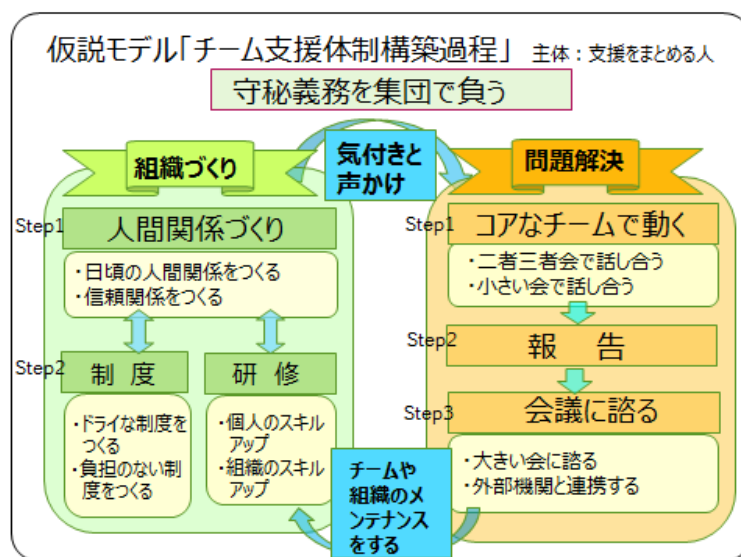 仮説モデル「チーム支援体制構築過程」 主体：支援をまとめる人
守秘義務を集団で負う
気付きと
声かけ
組織づくり
Step1
人間関係づくり
・日頃の人間関係をつくる
・信頼関係をつくる
Step2
制 度
・ドライな制度を
つくる
・負担のない制
度をつくる
研 修
・個人のスキル
アップ
・組織のスキル
アップ
問題解決
Step1
コアなチームで動く
・二者三者会で話し合う
・小さい会で話し合う
Step2
報 告
Step3
会議に諮る
・大きい会に諮る
・外部機関と連携する
チームや
組織のメ
ンテナンス
をする